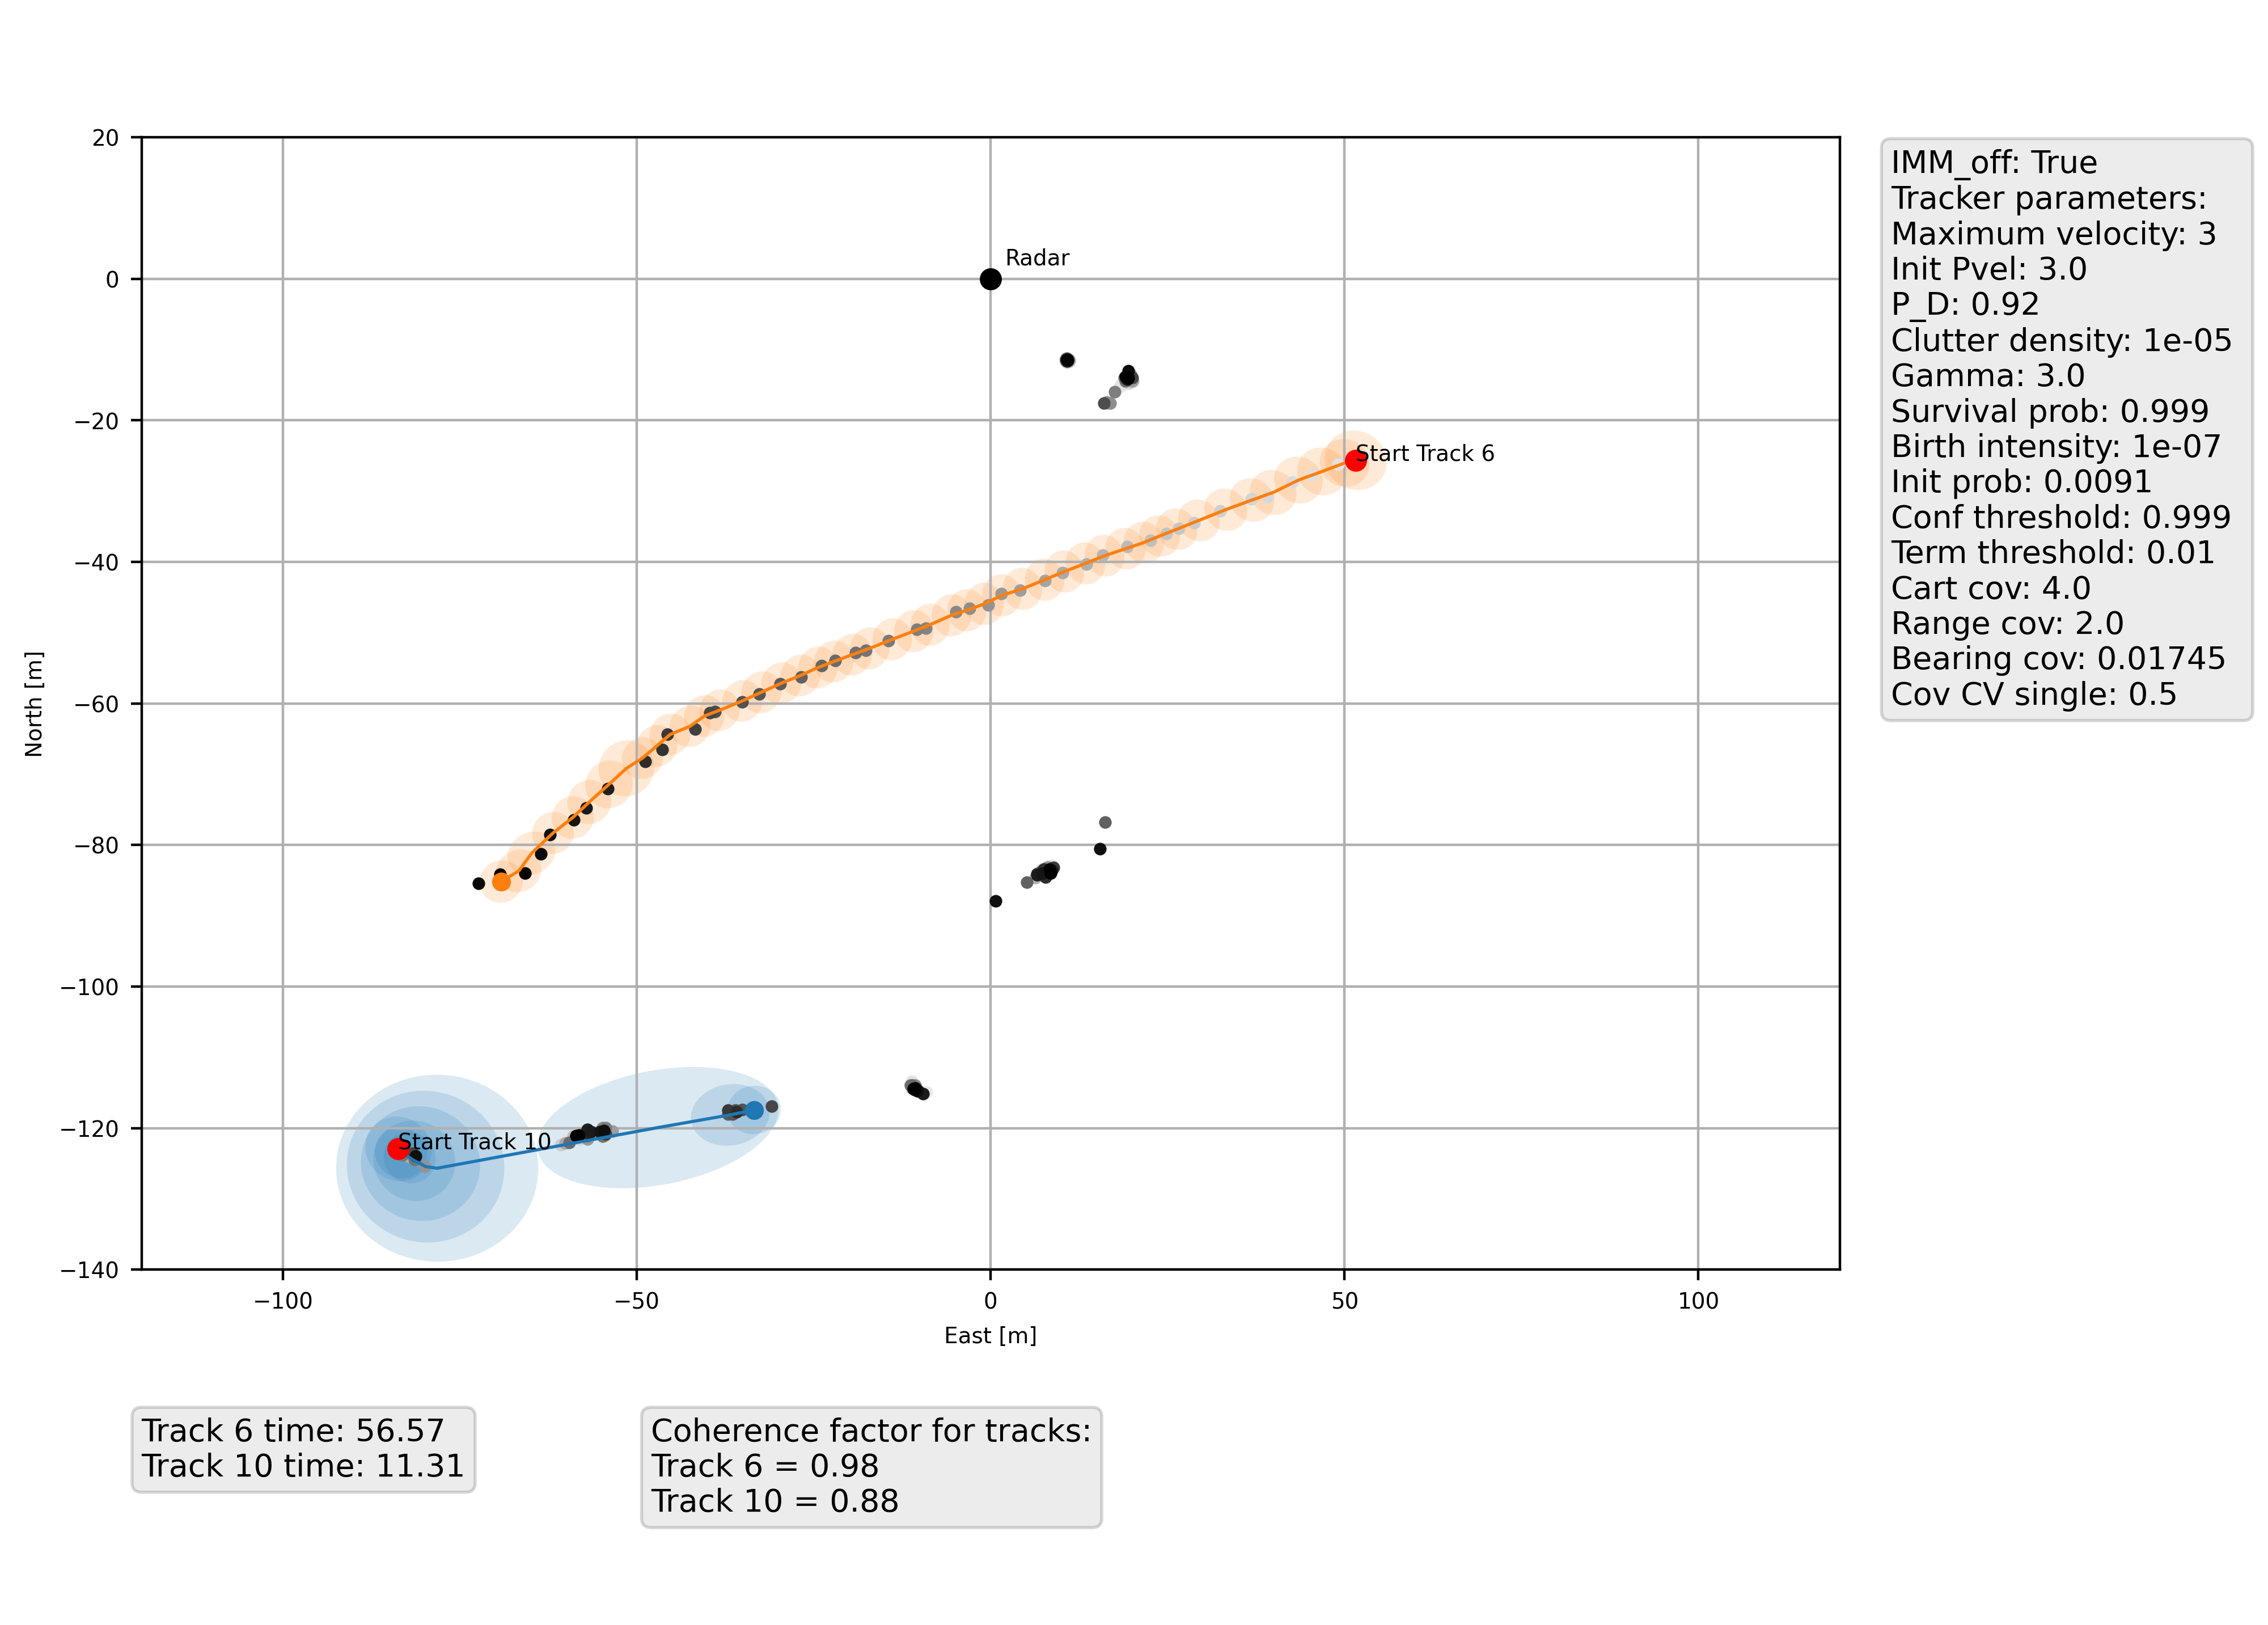 20
0
−20
−40
−60
−80
−100
−120
−140
North [m]
Radar
Start Track 6
Start Track 10
−100
−50
0
50
100
East [m]
IMM_off: True
Tracker parameters:
Maximum velocity: 3
Init Pvel: 3.0
P_D: 0.92
Clutter density: 1e-05
Gamma: 3.0
Survival prob: 0.999
Birth intensity: 1e-07
Init prob: 0.0091
Conf threshold: 0.999
Term threshold: 0.01
Cart cov: 4.0
Range cov: 2.0
Bearing cov: 0.01745
Cov CV single: 0.5
Track 6 time: 56.57
Track 10 time: 11.31
Coherence factor for tracks:
Track 6 = 0.98
Track 10 = 0.88